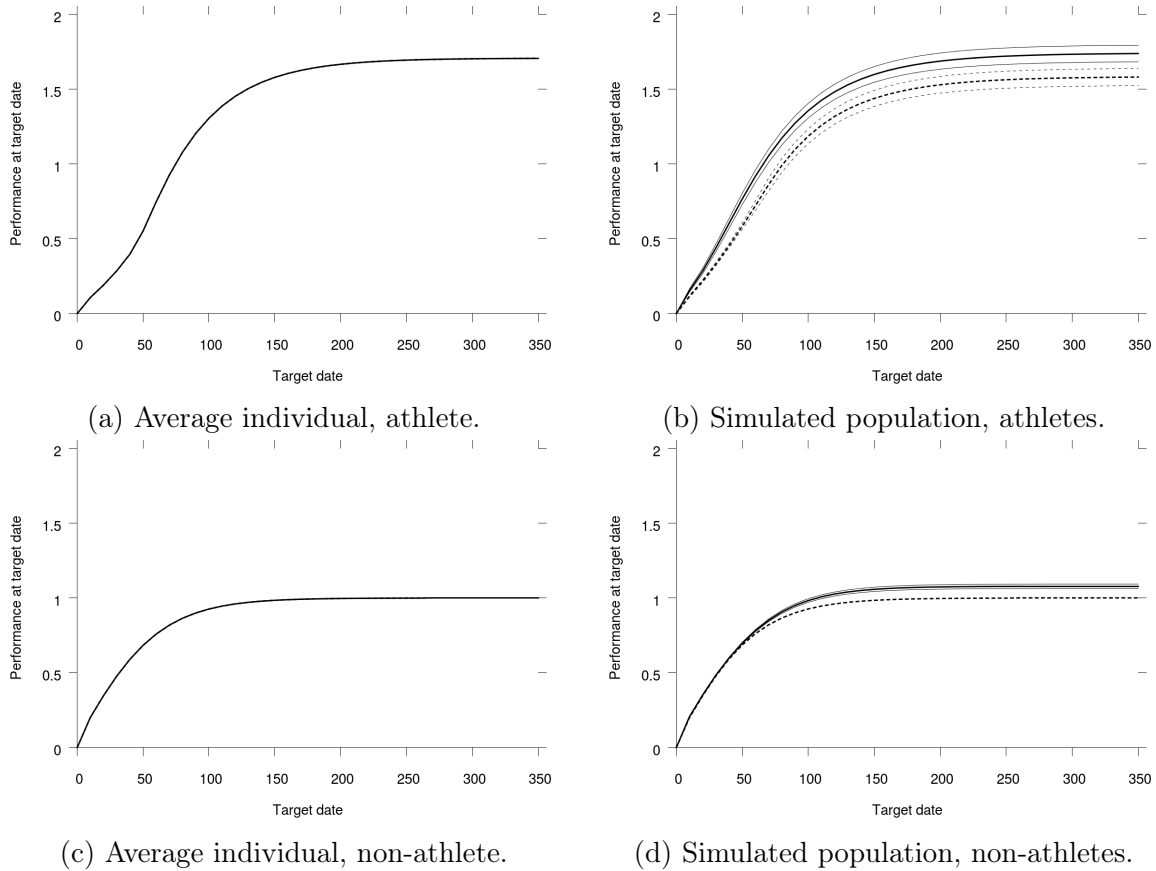 2
1.5
1
0.5
0
0 50 100 150 200 250 300 350
Performance at target date
Target date
(a) Average individual, athlete.
2
1.5
1
0.5
0
0 50 100 150 200 250 300 350
Performance at target date
Target date
(b) Simulated population, athletes.
2
1.5
1
0.5
0
0 50 100 150 200 250 300 350
Performance at target date
Target date
(c) Average individual, non-athlete.
2
1.5
1
0.5
0
0 50 100 150 200 250 300 350
Performance at target date
Target date
(d) Simulated population, non-athletes.